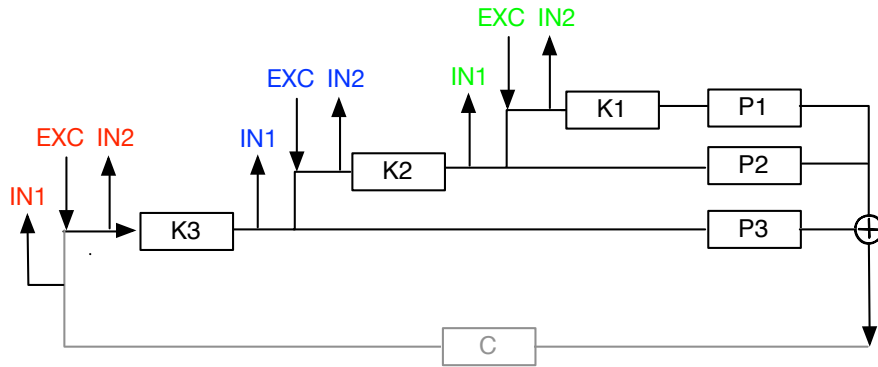 EXC IN2
EXC IN2
IN1
K1
P1
EXC IN2
IN1
K2
P2
IN1
K3
P3
C